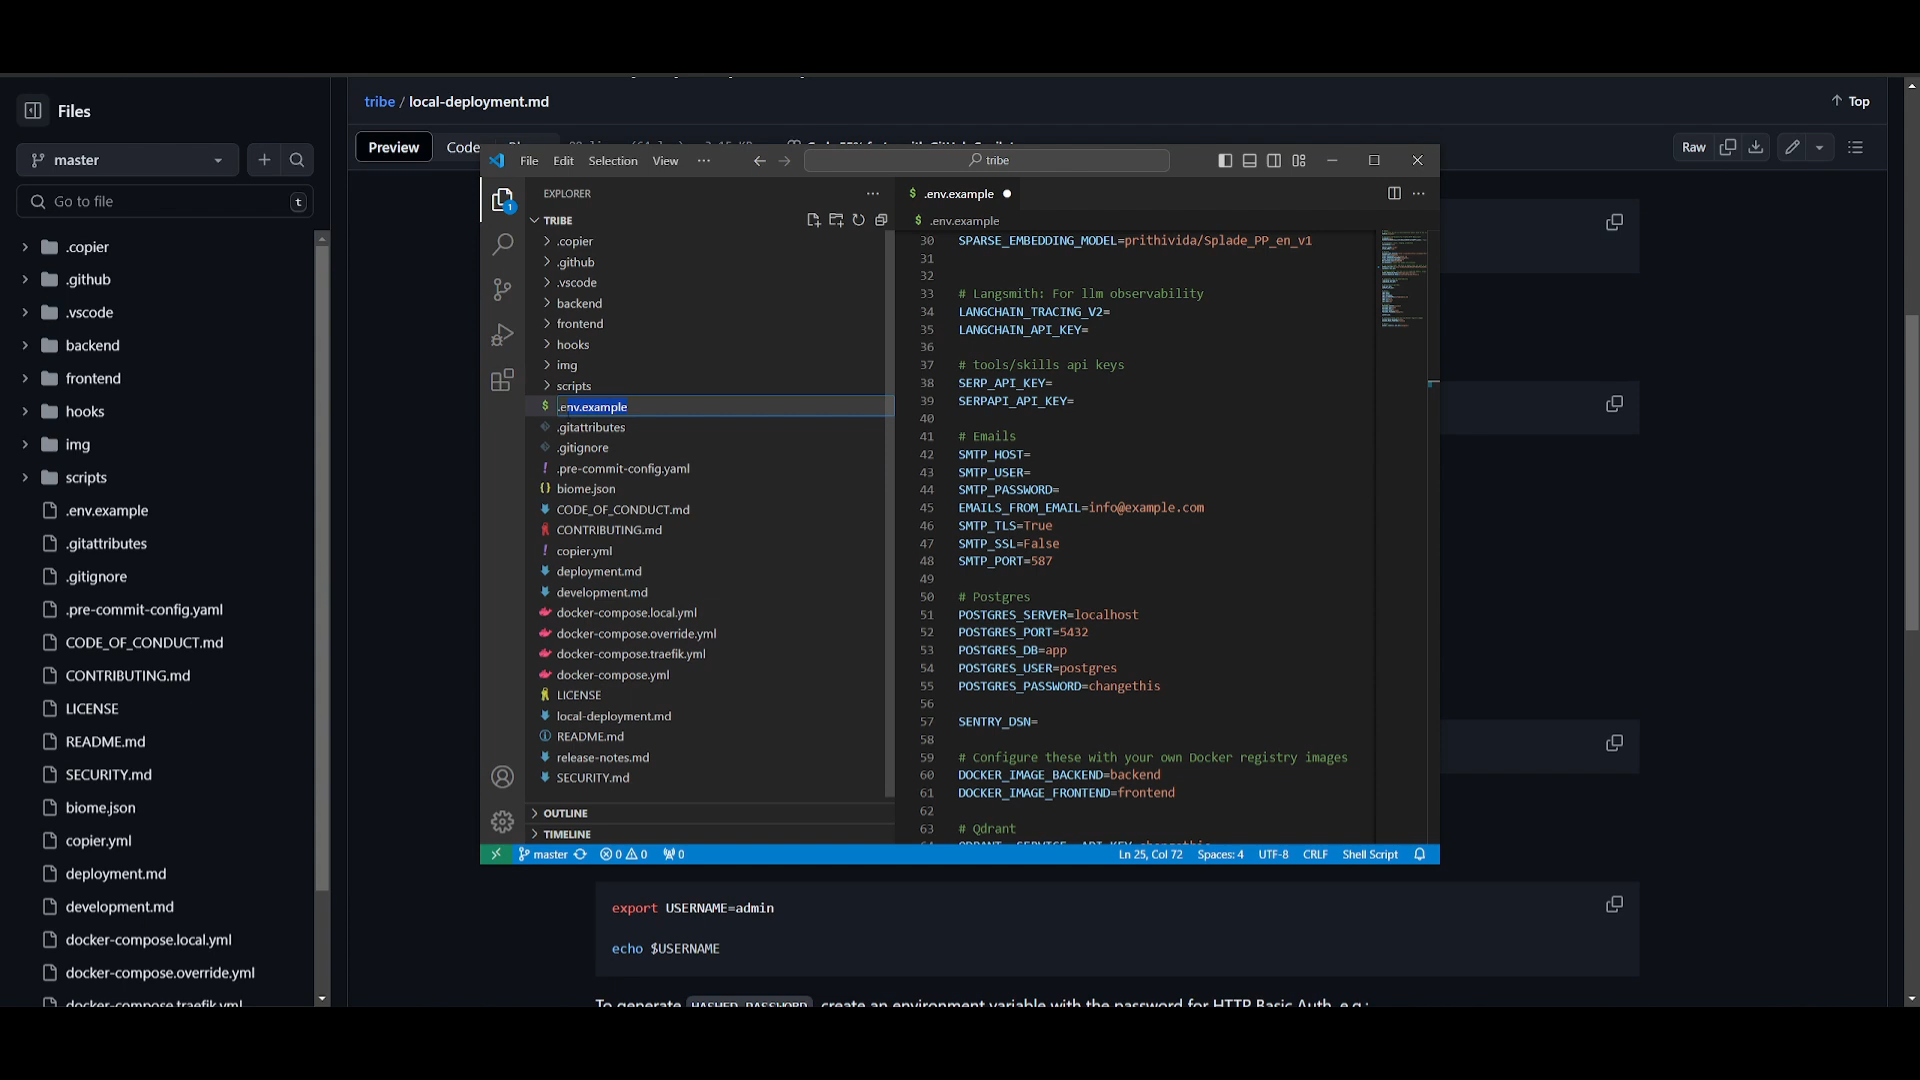 Files
master
Go to file
t
.copier
.github
.vscode
backend
frontend
hooks
img
scripts
.env.example
.gitattributes
.gitignore
.pre-commit-config.yaml
CODE_OF_CONDUCT.md
CONTRIBUTING.md
LICENSE
README.md
SECURITY.md
biome.json
copier.yml
deployment.md
development.md
docker-compose.local.yml
docker-compose.override.yml
docker-compose.traefik.yml
tribe / local-deployment.md
Top
Preview
Code
Raw
File Edit Selection View ···
tribe
EXPLORER
TRIBE
.copier
.github
.vscode
backend
frontend
hooks
img
scripts
.env.example
.gitattributes
.gitignore
.pre-commit-config.yaml
biome.json
CODE_OF_CONDUCT.md
CONTRIBUTING.md
copier.yml
deployment.md
development.md
docker-compose.local.yml
docker-compose.override.yml
docker-compose.traefik.yml
docker-compose.yml
LICENSE
local-deployment.md
README.md
release-notes.md
SECURITY.md
OUTLINE
TIMELINE
$ .env.example
$ .env.example
30 SPARSE_EMBEDDING_MODEL=prithivida/Splade_PP_en_v1
31
32
33 # Langsmith: For llm observability
34 LANGCHAIN_TRACING_V2=
35 LANGCHAIN_API_KEY=
36
37 # tools/skills api keys
38 SERP_API_KEY=
39 SERPAPI_API_KEY=
40
41 # Emails
42 SMTP_HOST=
43 SMTP_USER=
44 SMTP_PASSWORD=
45 EMAILS_FROM_EMAIL=info@example.com
46 SMTP_TLS=True
47 SMTP_SSL=False
48 SMTP_PORT=587
49
50 # Postgres
51 POSTGRES_SERVER=localhost
52 POSTGRES_PORT=5432
53 POSTGRES_DB=app
54 POSTGRES_USER=postgres
55 POSTGRES_PASSWORD=changethis
56
57 SENTRY_DSN=
58
59 # Configure these with your own Docker registry images
60 DOCKER_IMAGE_BACKEND=backend
61 DOCKER_IMAGE_FRONTEND=frontend
62
63 # Qdrant
master 0 0 0 Ln 25, Col 72 Spaces: 4 UTF-8 CRLF Shell Script
export USERNAME=admin
echo $USERNAME
To generate HASHED_PASSWORD, create an environment variable with the password for HTTP Basic Auth, e.g.: